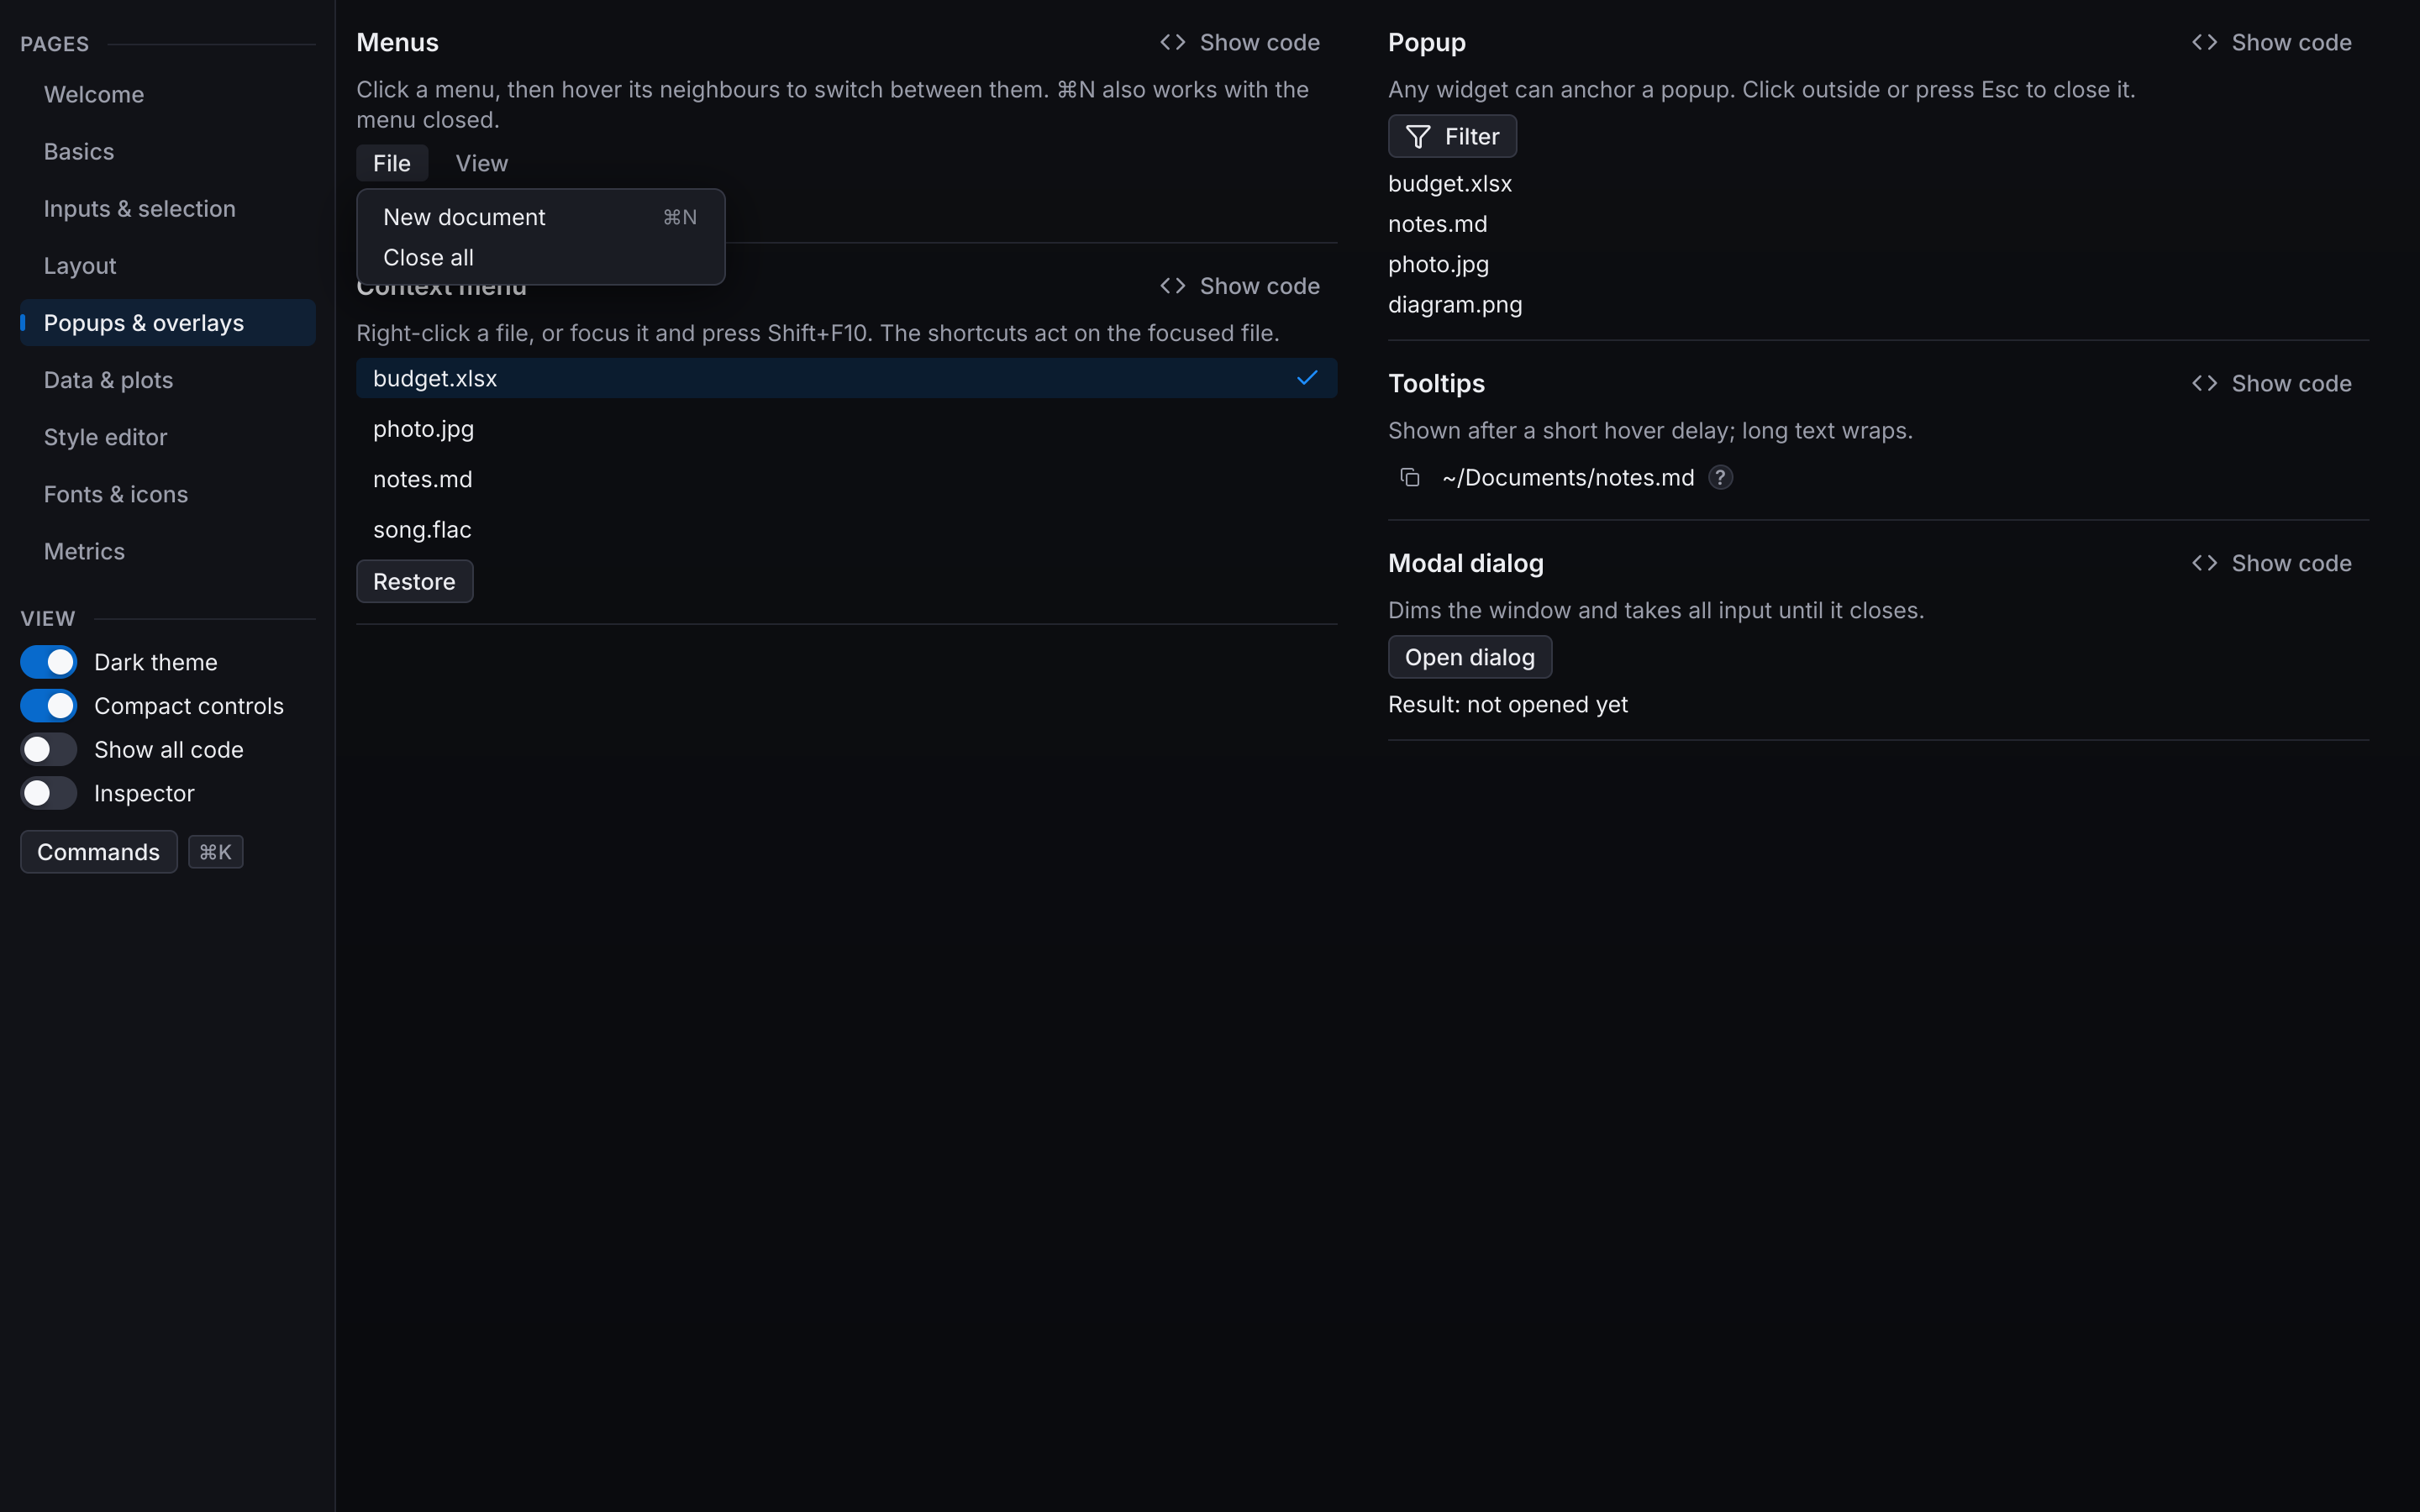 PAGES
Welcome
Basics
Inputs & selection
Layout
Popups & overlays
Data & plots
Style editor
Fonts & icons
Metrics
VIEW
Dark theme
Compact controls
Show all code
Inspector
Commands ⌘K
Menus
Show code
Click a menu, then hover its neighbours to switch between them. ⌘N also works with the
menu closed.
File View
New document ⌘N
Close all
Context menu
Show code
Right-click a file, or focus it and press Shift+F10. The shortcuts act on the focused file.
budget.xlsx
photo.jpg
notes.md
song.flac
Restore
Popup
Show code
Any widget can anchor a popup. Click outside or press Esc to close it.
Filter
budget.xlsx
notes.md
photo.jpg
diagram.png
Tooltips
Show code
Shown after a short hover delay; long text wraps.
~/Documents/notes.md ?
Modal dialog
Show code
Dims the window and takes all input until it closes.
Open dialog
Result: not opened yet